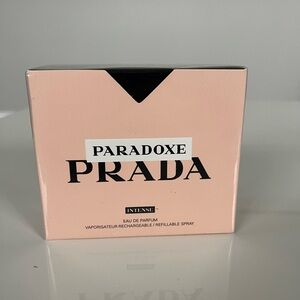 PARADOXE
PRADA
INTENSE
EAU DE PARFUM
VAPORISATEUR RECHARGEABLE / REFILLABLE SPRAY